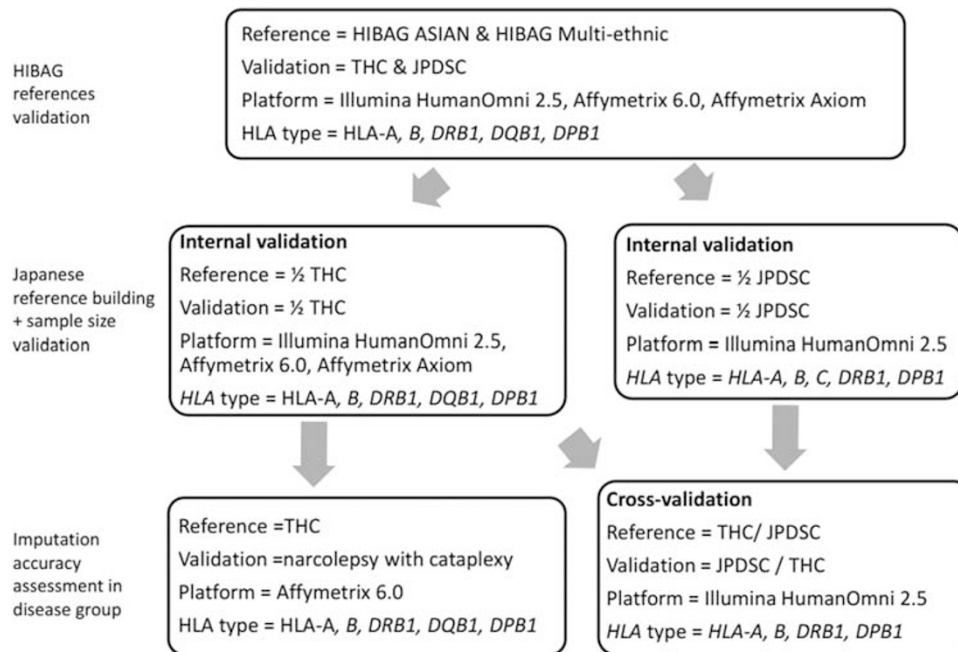 HIBAG
references
validation
Reference = HIBAG ASIAN & HIBAG Multi-ethnic
Validation = THC & JPDSC
Platform = Illumina HumanOmni 2.5, Affymetrix 6.0, Affymetrix Axiom
HLA type = HLA-A, B, DRB1, DQB1, DPB1
Japanese
reference building
+ sample size
validation
Internal validation
Reference = ½ THC
Validation = ½ THC
Platform = Illumina HumanOmni 2.5,
Affymetrix 6.0, Affymetrix Axiom
HLA type = HLA-A, B, DRB1, DQB1, DPB1
Internal validation
Reference = ½ JPDSC
Validation = ½ JPDSC
Platform = Illumina HumanOmni 2.5
HLA type = HLA-A, B, C, DRB1, DPB1
Imputation
accuracy
assessment in
disease group
Reference =THC
Validation =narcolepsy with cataplexy
Platform = Affymetrix 6.0
HLA type = HLA-A, B, DRB1, DQB1, DPB1
Cross-validation
Reference = THC/ JPDSC
Validation = JPDSC / THC
Platform = Illumina HumanOmni 2.5
HLA type = HLA-A, B, DRB1, DPB1